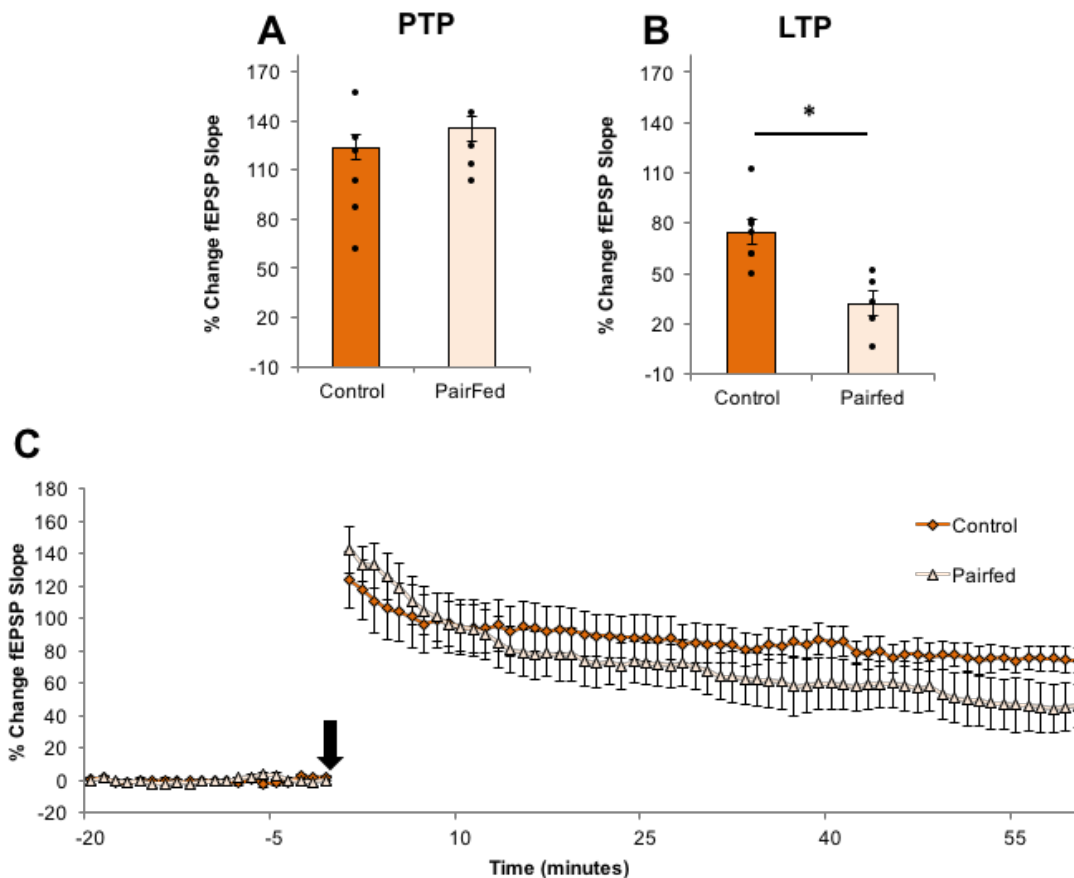 A
PTP
% Change fEPSP Slope
170
140
110
80
50
20
-10
Control
PairFed
B
LTP
% Change fEPSP Slope
170
140
110
80
50
20
-10
*
Control
Pairfed
C
% Change fEPSP Slope
180
160
140
120
100
80
60
40
20
0
-20
Control
Pairfed
-20
-5
10
25
40
55
Time (minutes)